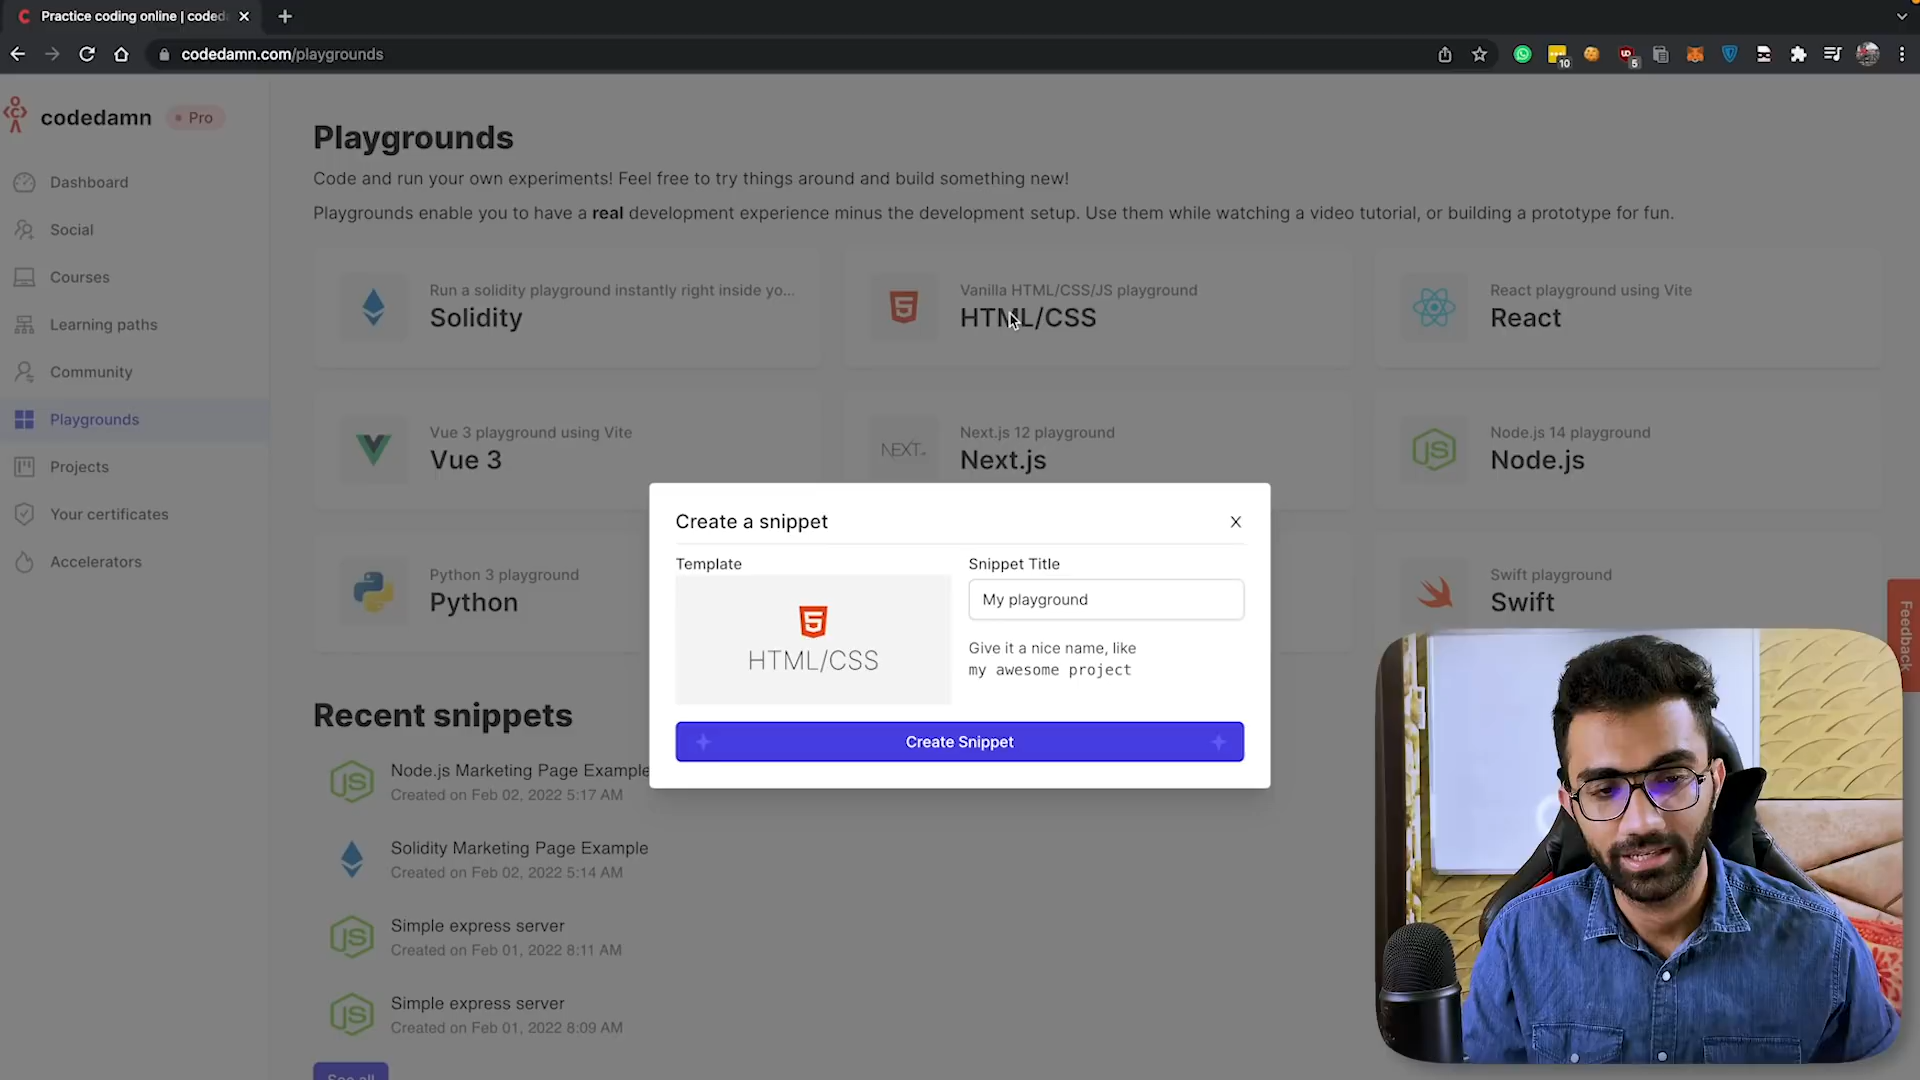 Practice coding online | coded
codedamn.com/playgrounds
10
5
codedamn
Pro
Dashboard
Social
Courses
Learning paths
Community
Playgrounds
Projects
Your certificates
Accelerators
Playgrounds
Code and run your own experiments! Feel free to try things around and build something new!
Playgrounds enable you to have a real development experience minus the development setup. Use them while watching a video tutorial, or building a prototype for fun.
Run a solidity playground instantly right inside yo...
Solidity
Vanilla HTML/CSS/JS playground
HTML/CSS
React playground using Vite
React
Vue 3 playground using Vite
Vue 3
NEXT
Next.js 12 playground
Next.js
Node.js 14 playground
Node.js
Python 3 playground
Python
Swift playground
Swift
Create a snippet
Template
HTML/CSS
Snippet Title
My playground
Give it a nice name, like
my awesome project
Create Snippet
Recent snippets
Node.js Marketing Page Example
Created on Feb 02, 2022 5:17 AM
Solidity Marketing Page Example
Created on Feb 02, 2022 5:14 AM
Simple express server
Created on Feb 01, 2022 8:11 AM
Simple express server
Created on Feb 01, 2022 8:09 AM
See all
Feedback